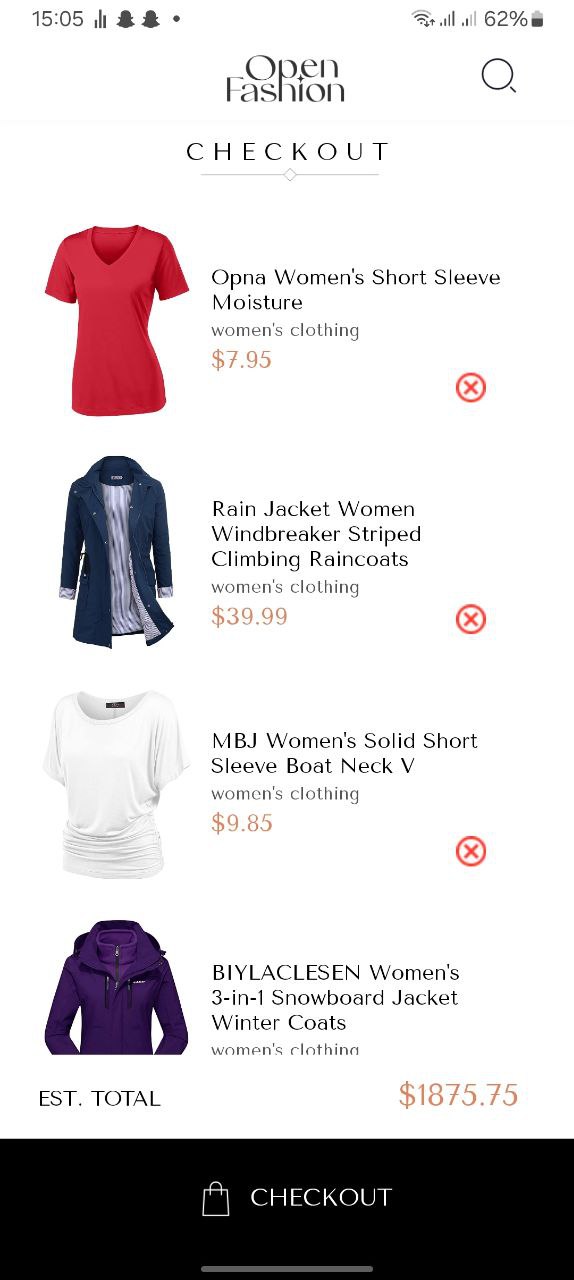 15:05
62%
Open
Fashion
CHECKOUT
Opna Women's Short Sleeve
Moisture
women's clothing
$7.95
Rain Jacket Women
Windbreaker Striped
Climbing Raincoats
women's clothing
$39.99
MBJ Women's Solid Short
Sleeve Boat Neck V
women's clothing
$9.85
BIYLACLESEN Women's
3-in-1 Snowboard Jacket
Winter Coats
women's clothing
EST. TOTAL
$1875.75
CHECKOUT